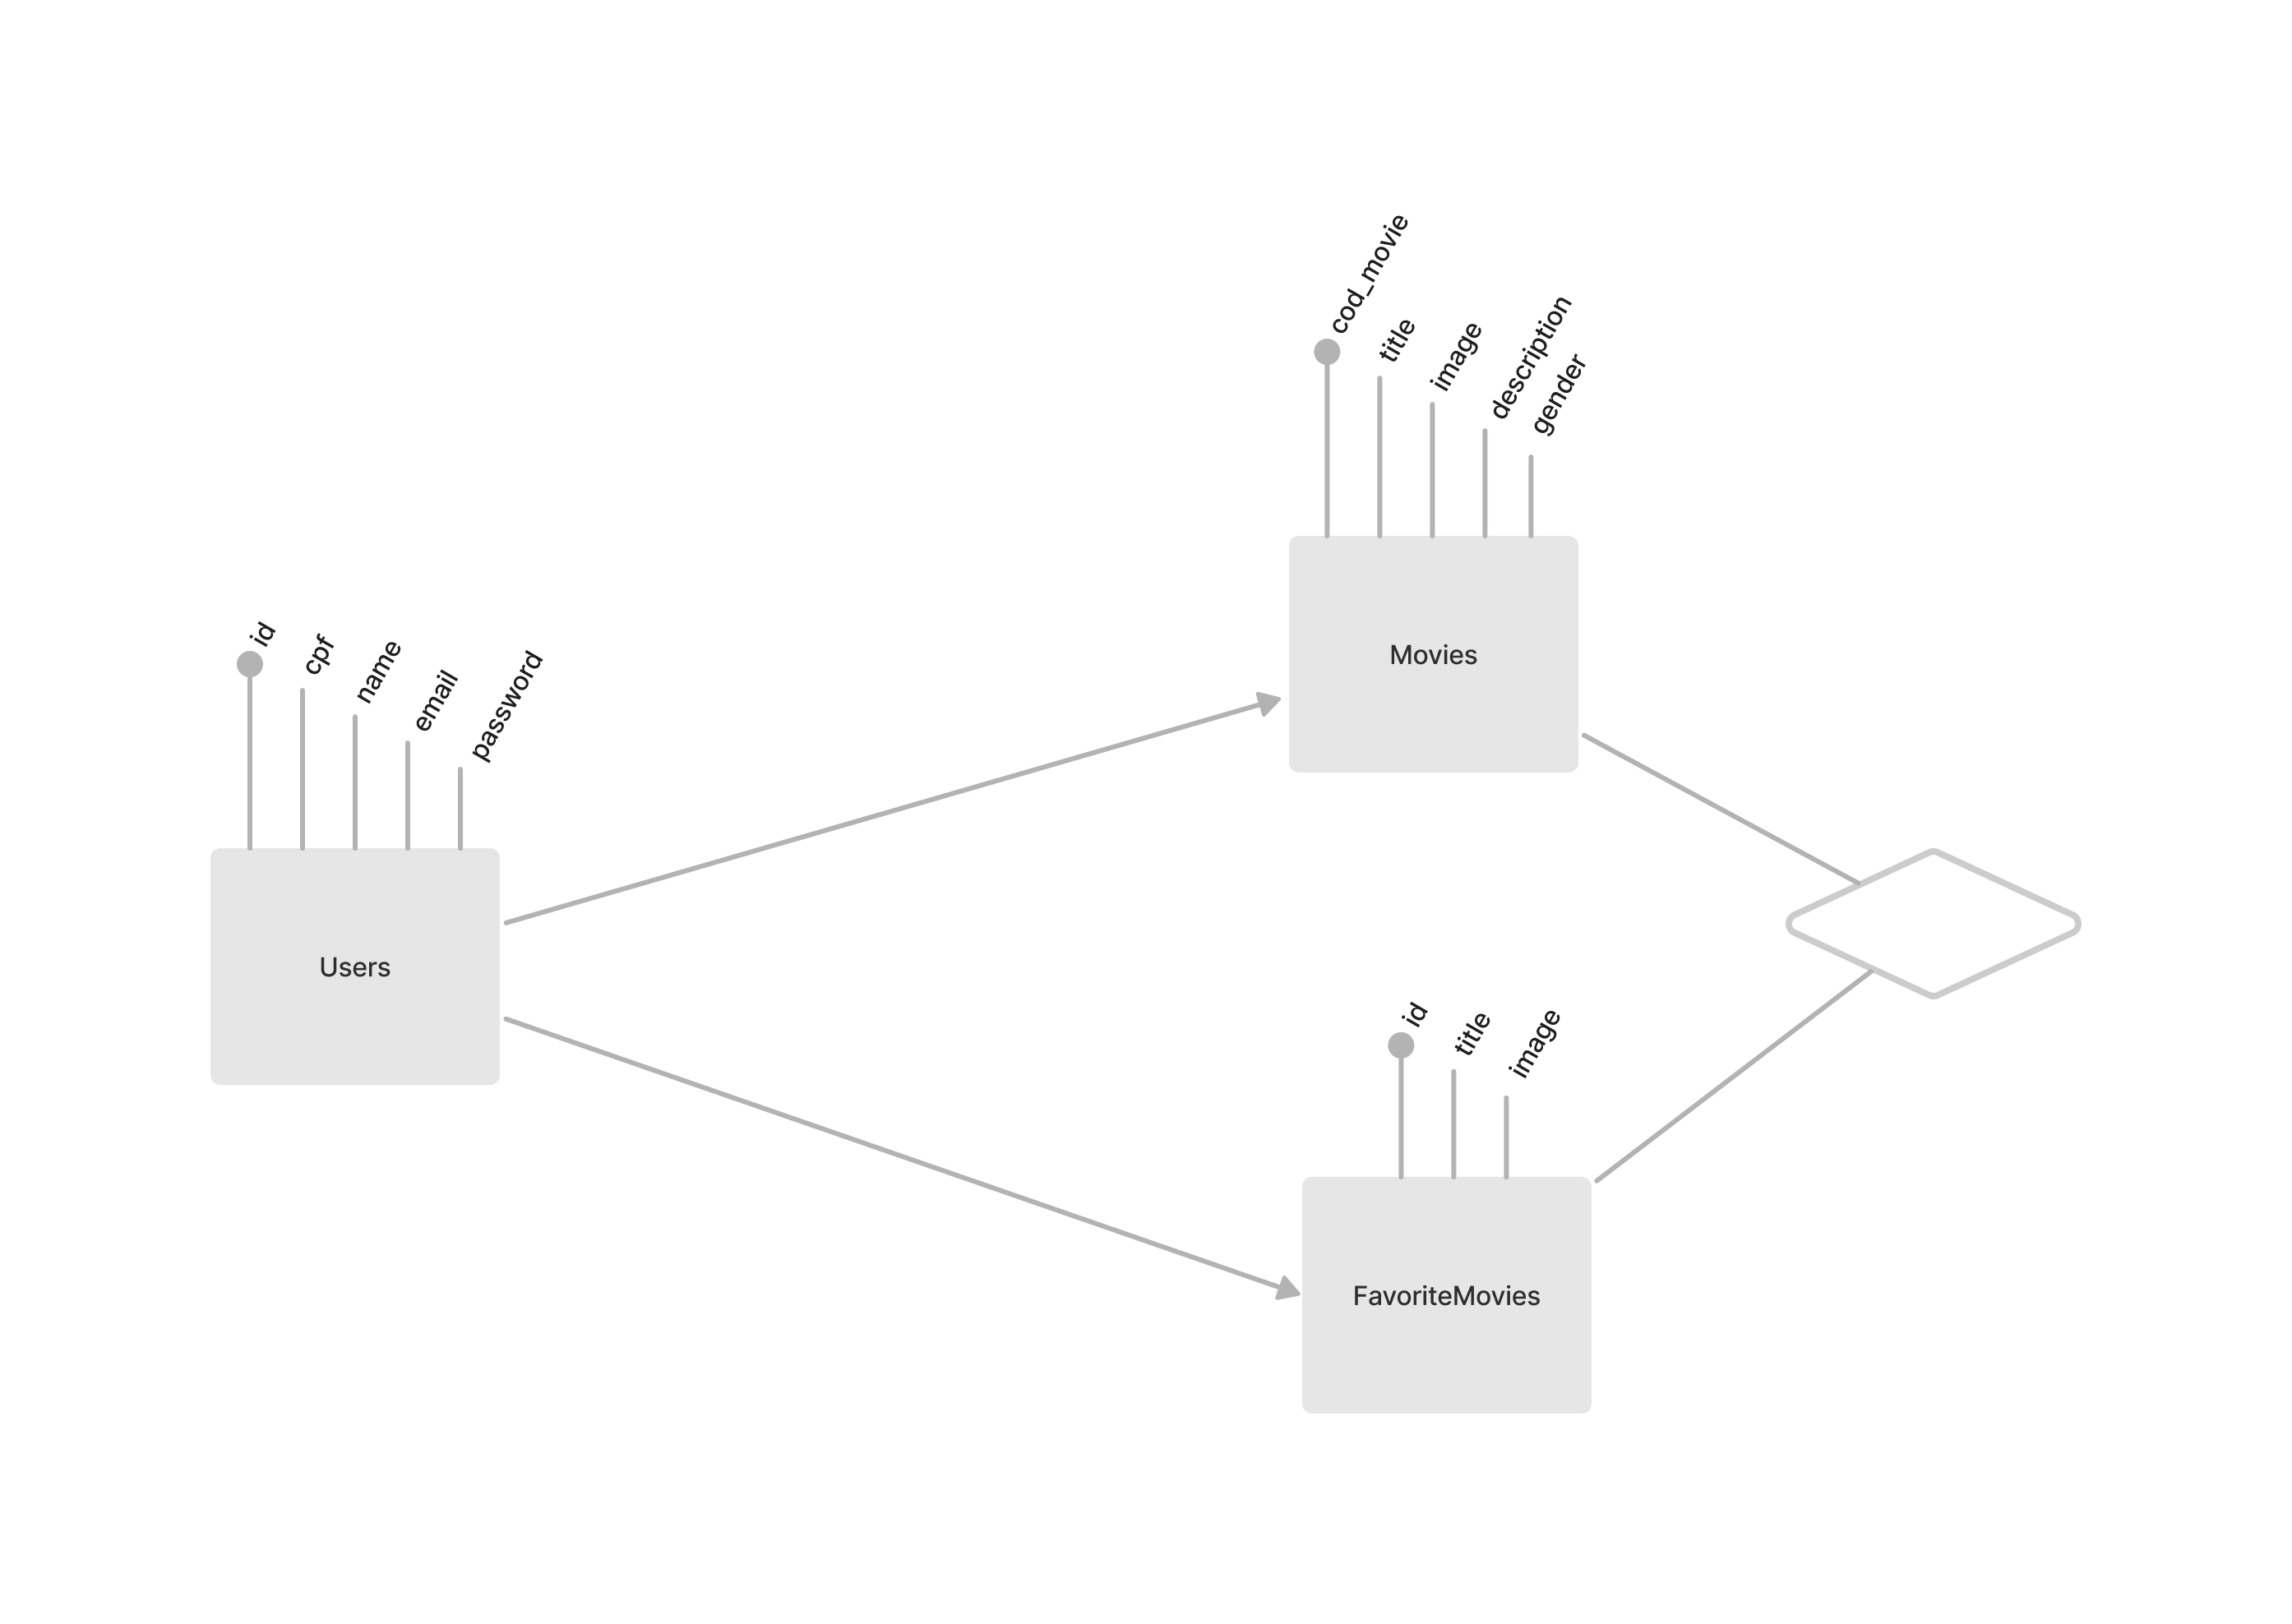 cod_movie
title
image
description
gender
Movies
id
cpf
name
email
password
Users
id
title
image
FavoriteMovies